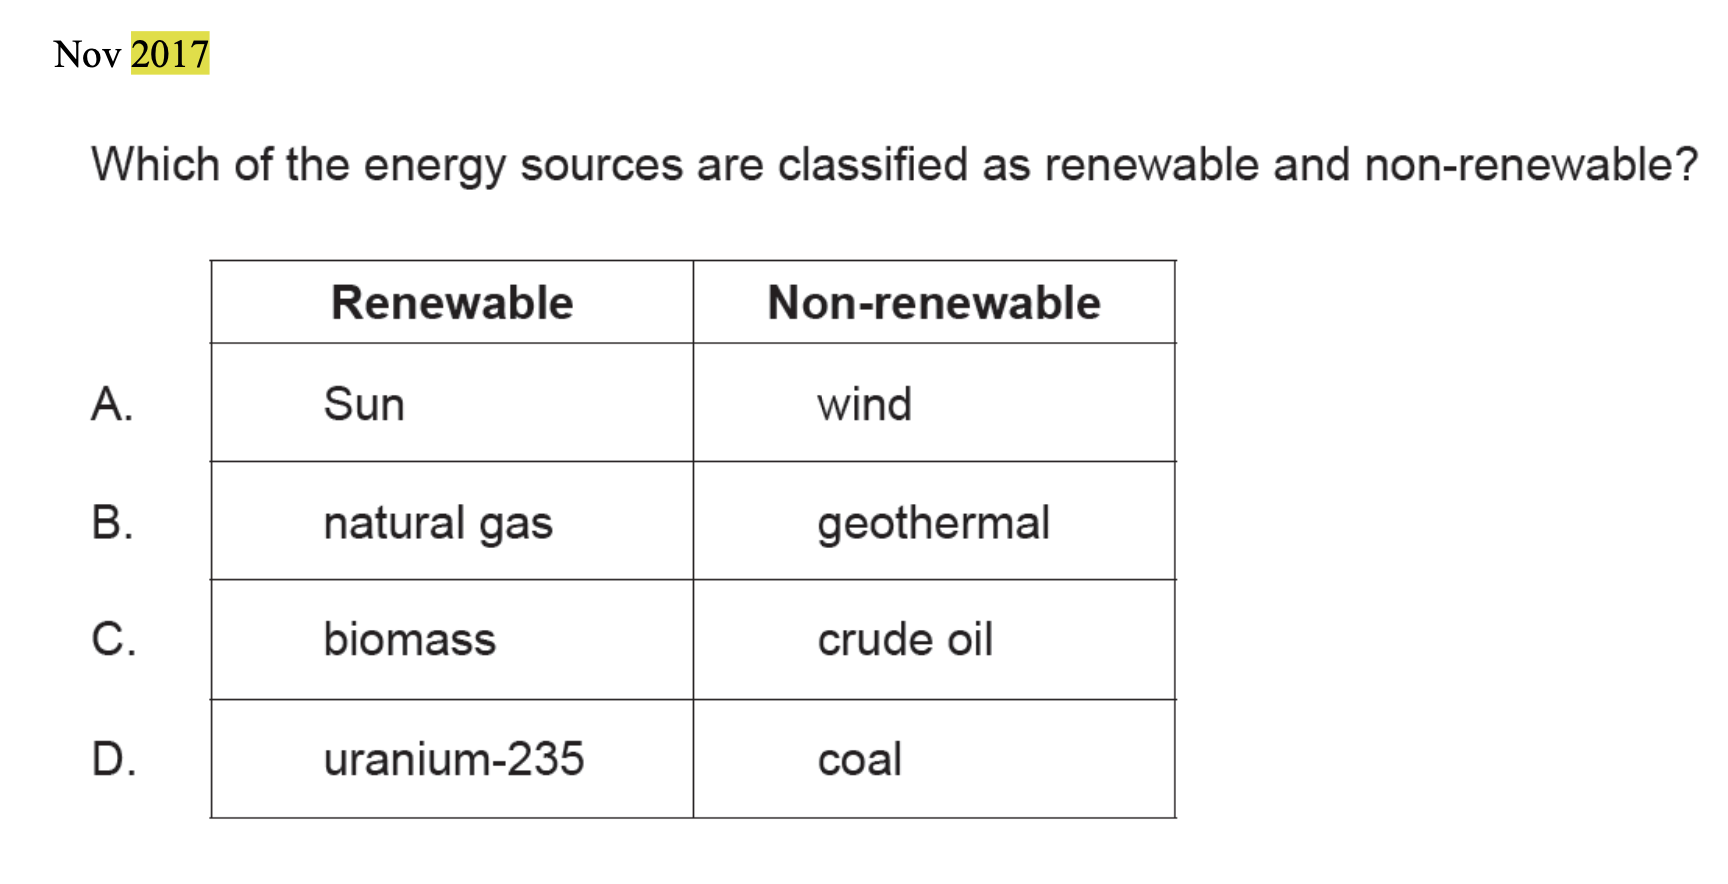 Nov 2017
Which of the energy sources are classified as renewable and non-renewable?
Renewable Non-renewable
A. Sun wind
B. natural gas geothermal
C. biomass crude oil
D. uranium-235 coal